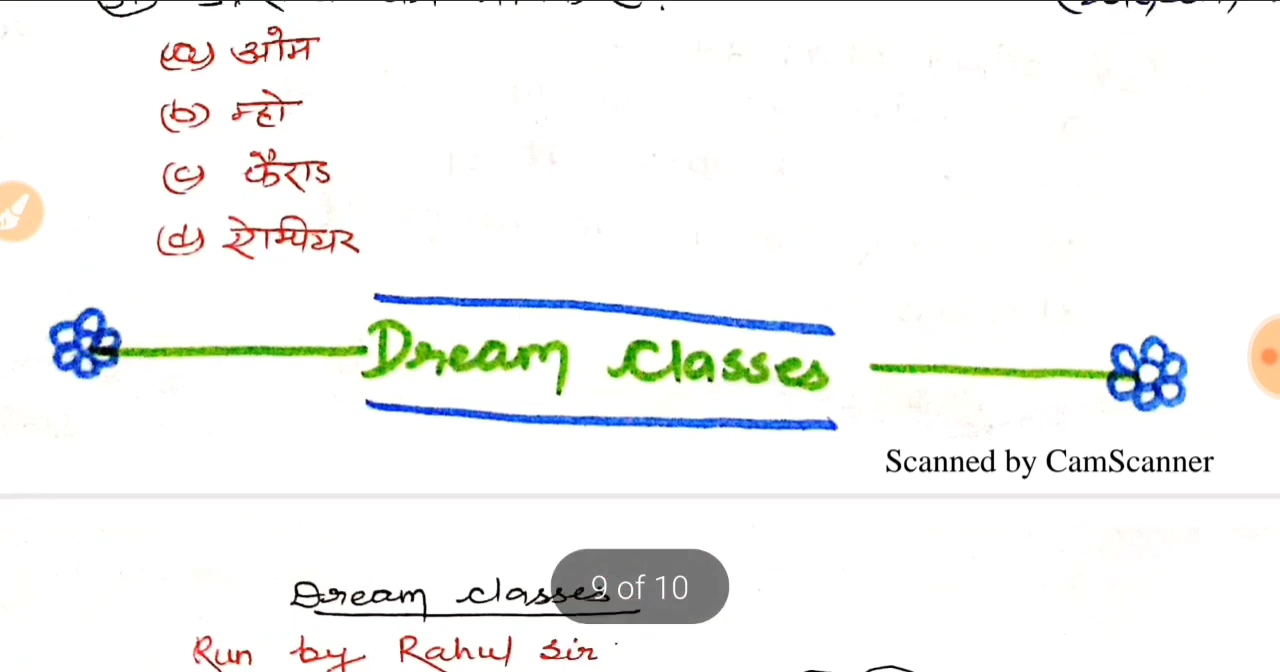 (a) ओम
(b) म्हो
(c) फैराड
(d) ऐम्पियर
Dream Classes
Scanned by CamScanner
Dream classes
9 of 10
Run by Rahul sir